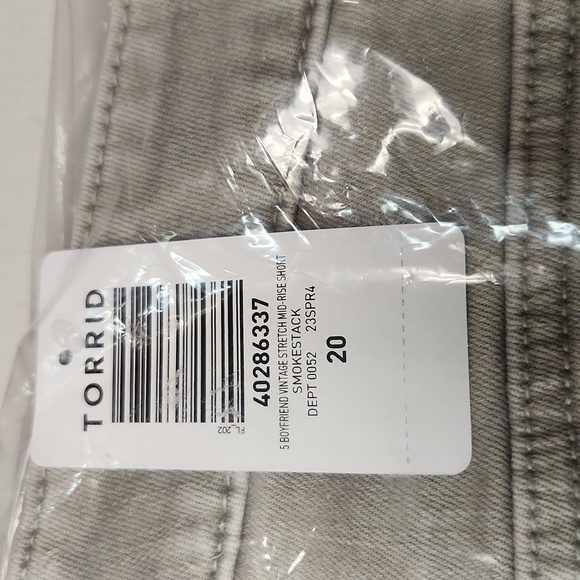 TORRID
FL_202
40286337
5 BOYFRIEND VINTAGE STRETCH MID-RISE SHORT
SMOKESTACK
DEPT 0052 23SPR4
20